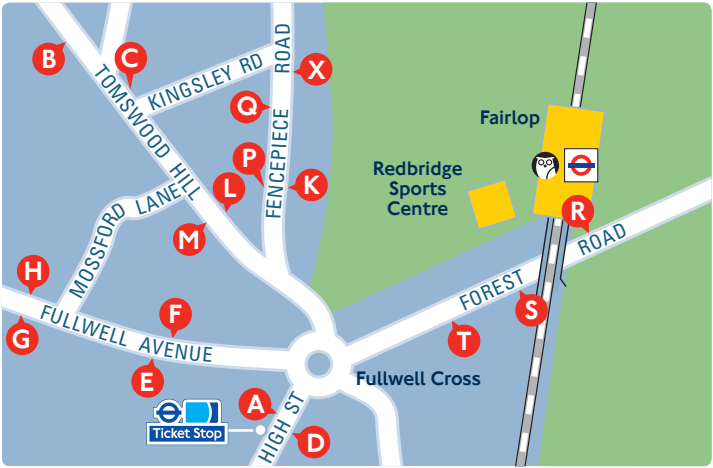 B
C
TOMSWOOD HILL
KINGSLEY RD
FENCEPIECE ROAD
X
Q
P
L
K
M
MOSSFORD LANE
H
G
FULLWELL AVENUE
F
E
Fairlop
Redbridge
Sports
Centre
R
FOREST ROAD
S
T
Fullwell Cross
A
D
HIGH ST
Ticket Stop